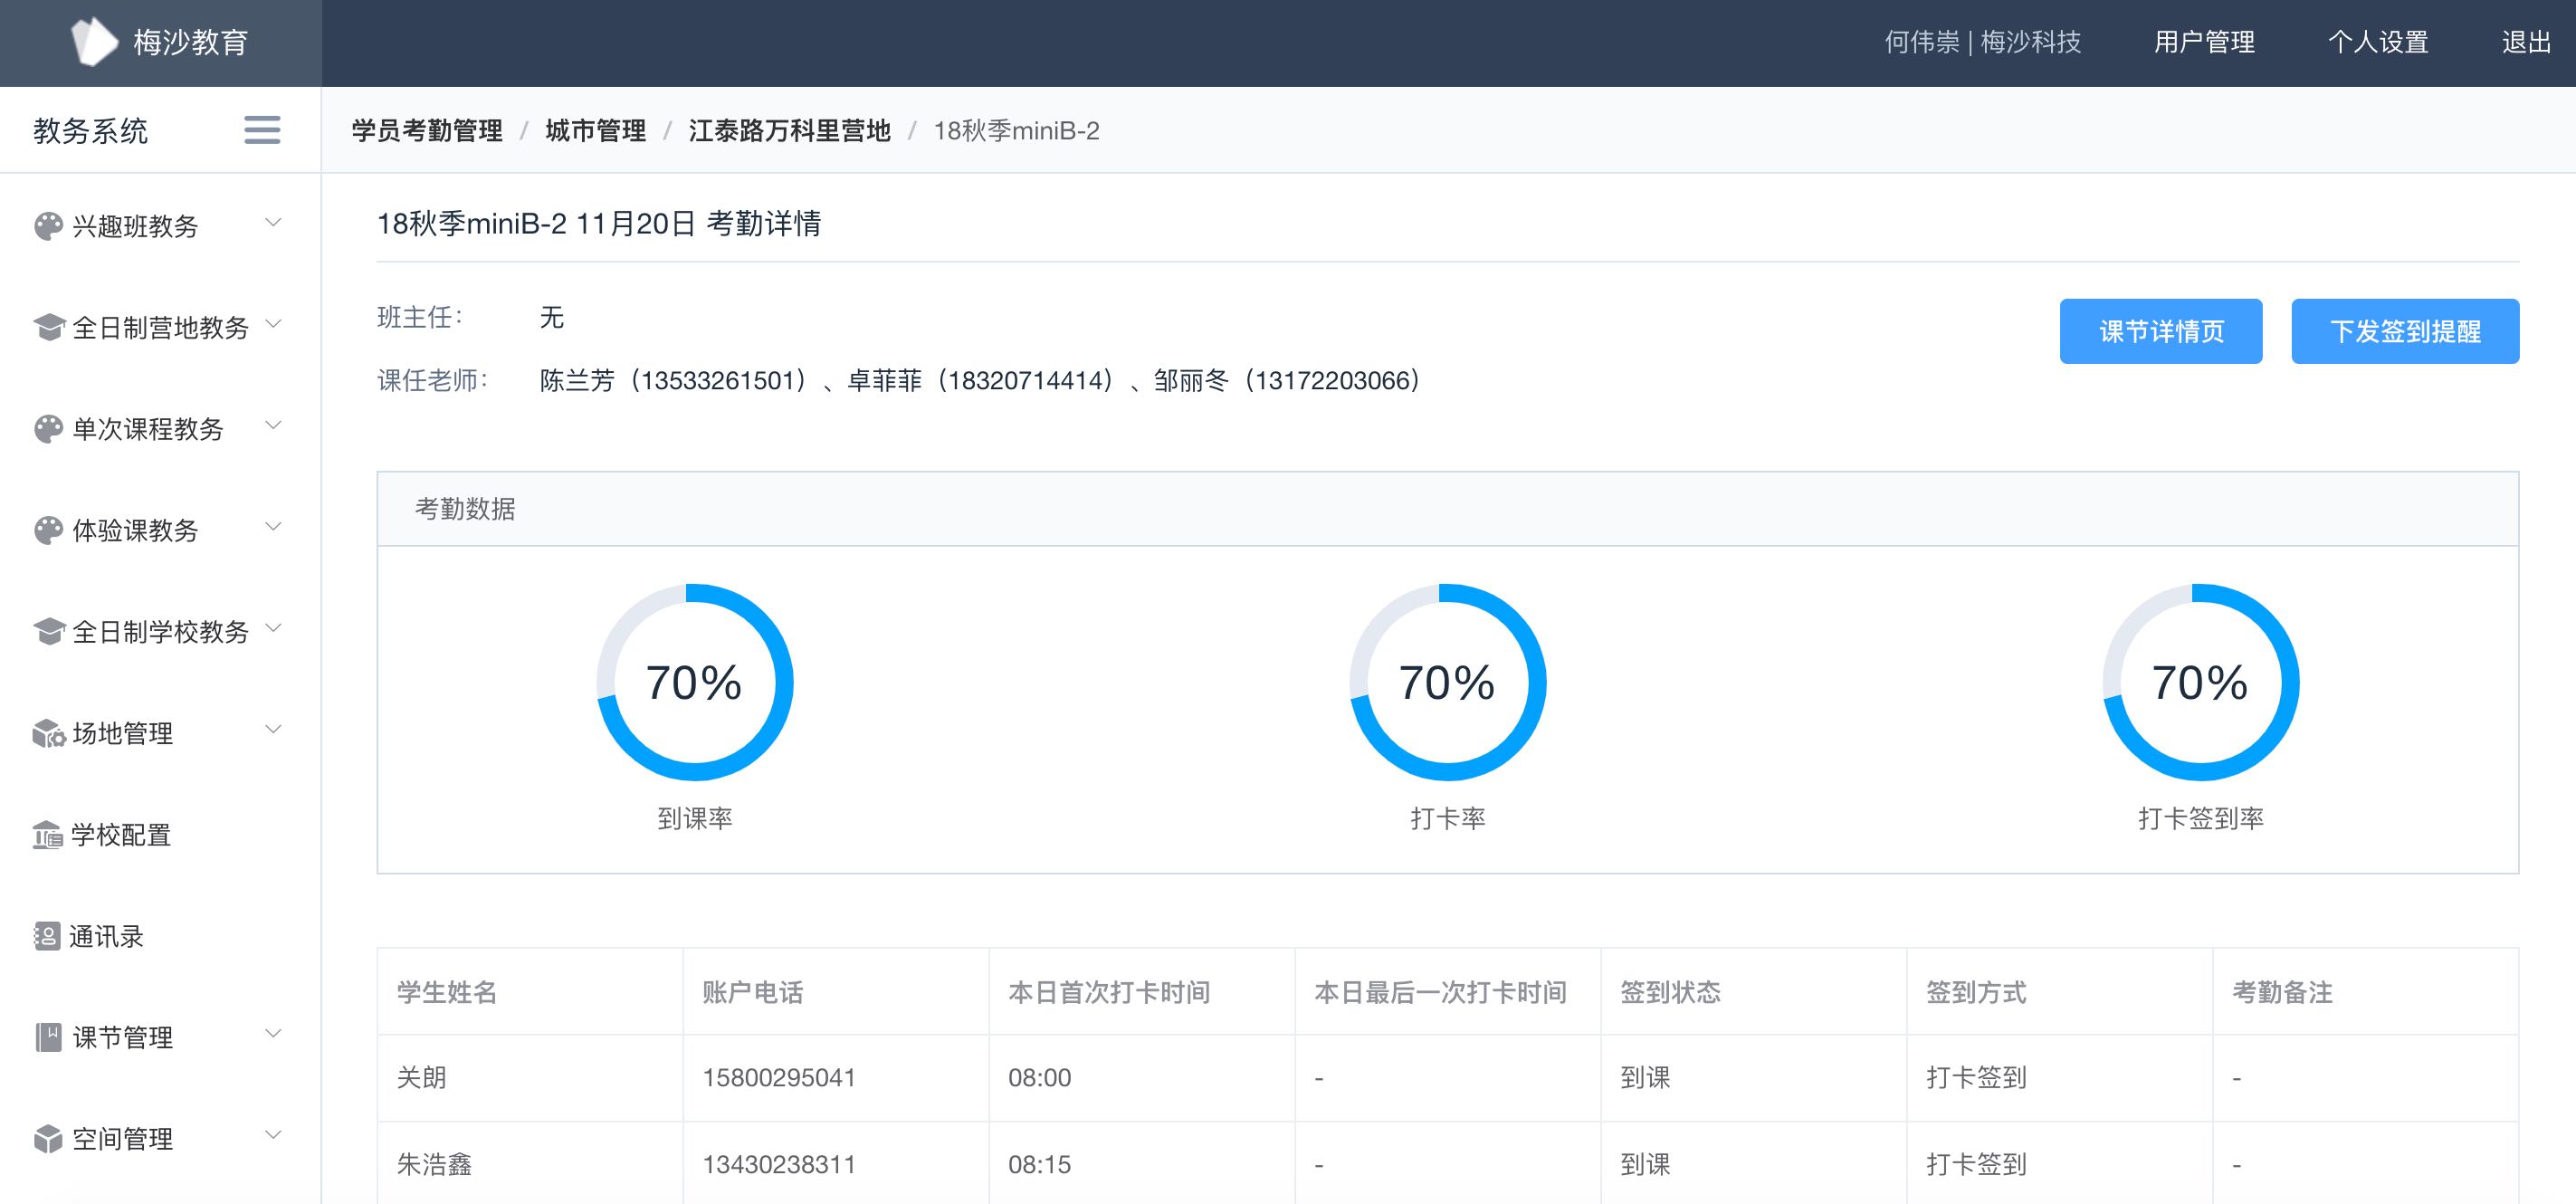 梅沙教育
何伟崇 | 梅沙科技 用户管理 个人设置 退出
教务系统
学员考勤管理 / 城市管理 / 江泰路万科里营地 / 18秋季miniB-2
兴趣班教务
全日制营地教务
单次课程教务
体验课教务
全日制学校教务
场地管理
学校配置
通讯录
课节管理
空间管理
18秋季miniB-2 11月20日 考勤详情
班主任： 无
课节详情页 下发签到提醒
课任老师： 陈兰芳（13533261501）、卓菲菲（18320714414）、邹丽冬（13172203066）
考勤数据
70% 70% 70%
到课率 打卡率 打卡签到率
学生姓名 账户电话 本日首次打卡时间 本日最后一次打卡时间 签到状态 签到方式 考勤备注
关朗 15800295041 08:00 - 到课 打卡签到 -
朱浩鑫 13430238311 08:15 - 到课 打卡签到 -